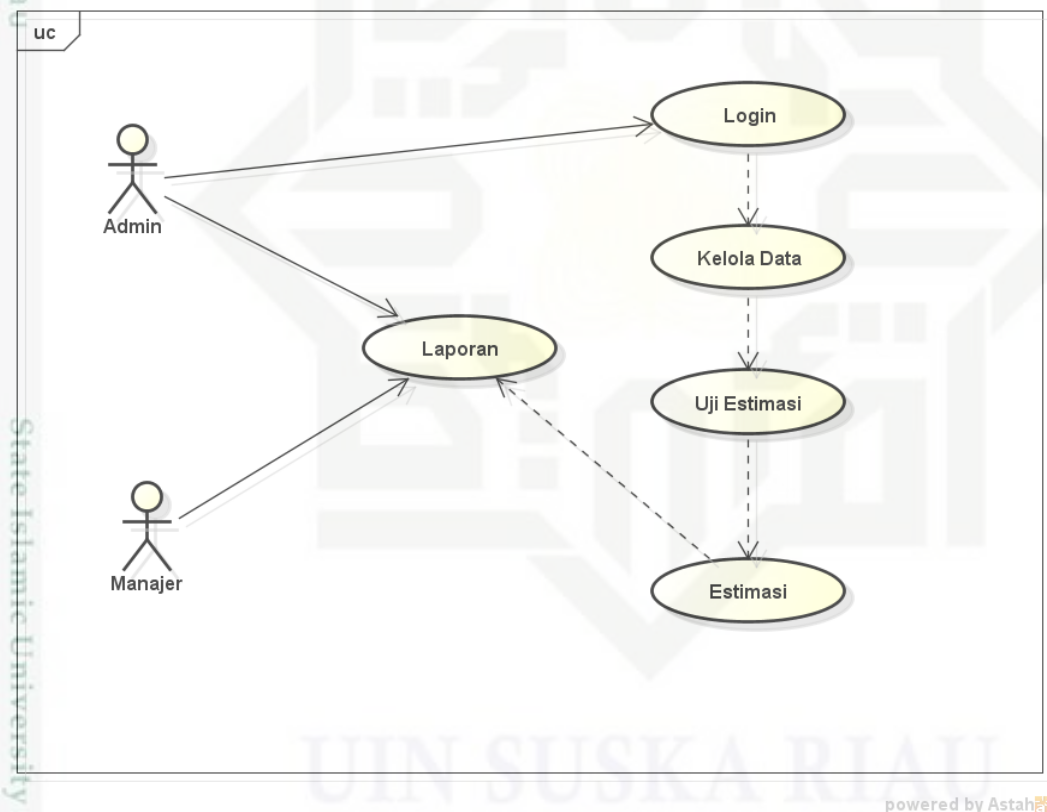 uc
Login
Admin
Kelola Data
Laporan
Uji Estimasi
Manajer
Estimasi
State Islamic University
UIN SUSKA RIAU
powered by Astah